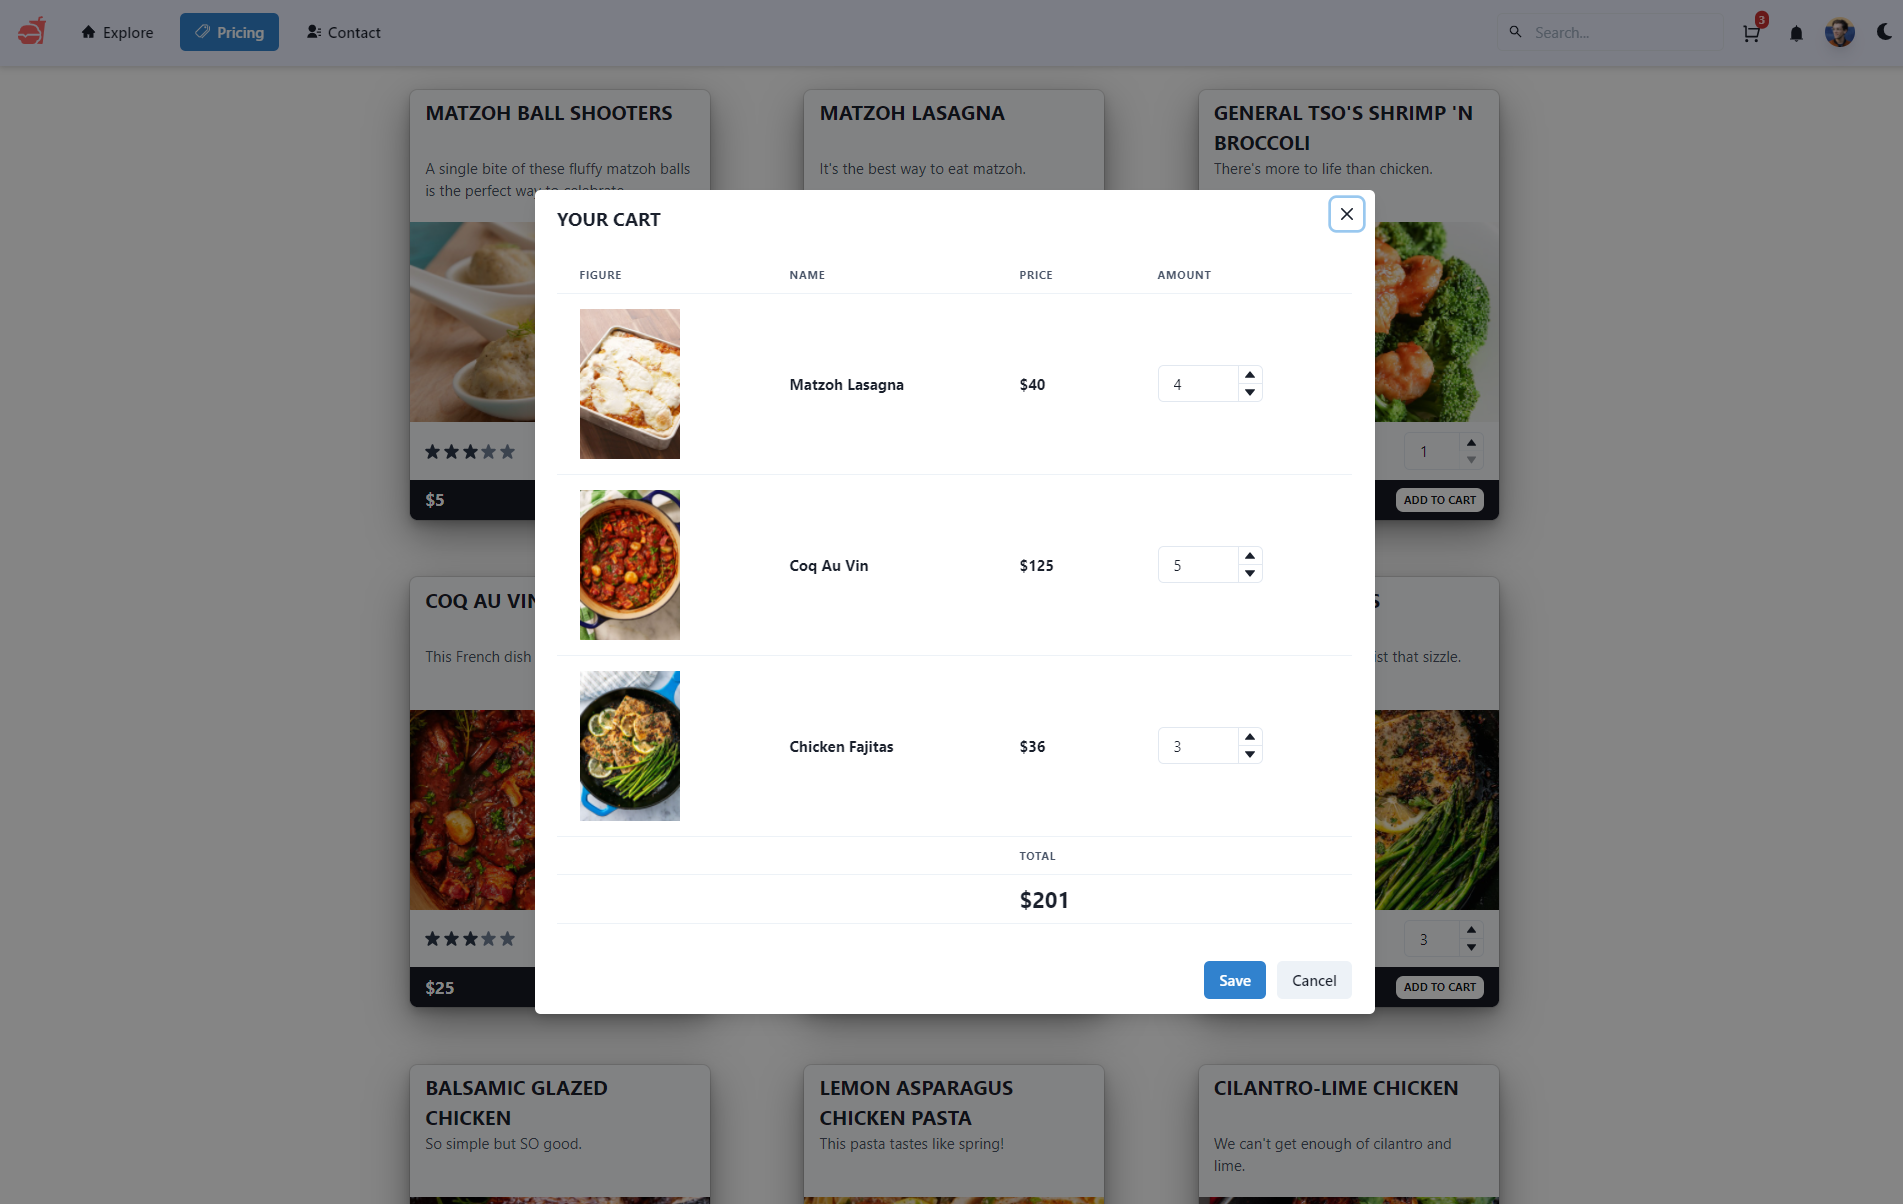 Explore
Pricing
Contact
Search...
3
MATZOH BALL SHOOTERS
A single bite of these fluffy matzoh balls
is the perfect way to celebrate
MATZOH LASAGNA
It's the best way to eat matzoh.
GENERAL TSO'S SHRIMP 'N
BROCCOLI
There's more to life than chicken.
$5
1
ADD TO CART
YOUR CART
FIGURE NAME PRICE AMOUNT
Matzoh Lasagna $40 4
Coq Au Vin $125 5
Chicken Fajitas $36 3
TOTAL
$201
Save
Cancel
COQ AU VIN
This French dish
that sizzle.
$25
3
ADD TO CART
BALSAMIC GLAZED
CHICKEN
So simple but SO good.
LEMON ASPARAGUS
CHICKEN PASTA
This pasta tastes like spring!
CILANTRO-LIME CHICKEN
We can't get enough of cilantro and
lime.